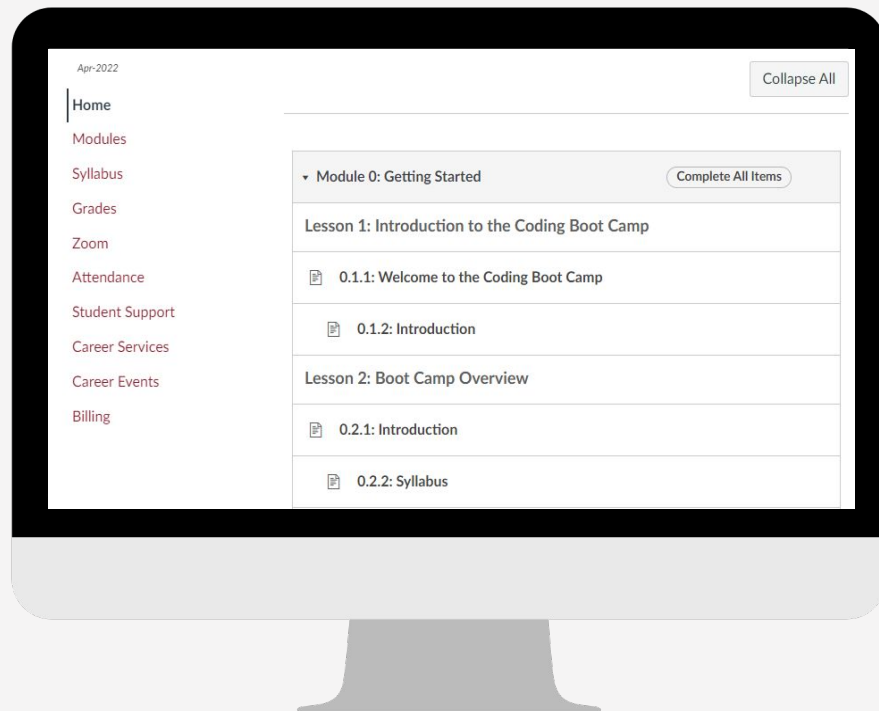 Apr-2022
Home
Modules
Syllabus
Grades
Zoom
Attendance
Student Support
Career Services
Career Events
Billing
Collapse All
Module 0: Getting Started
Complete All Items
Lesson 1: Introduction to the Coding Boot Camp
0.1.1: Welcome to the Coding Boot Camp
0.1.2: Introduction
Lesson 2: Boot Camp Overview
0.2.1: Introduction
0.2.2: Syllabus